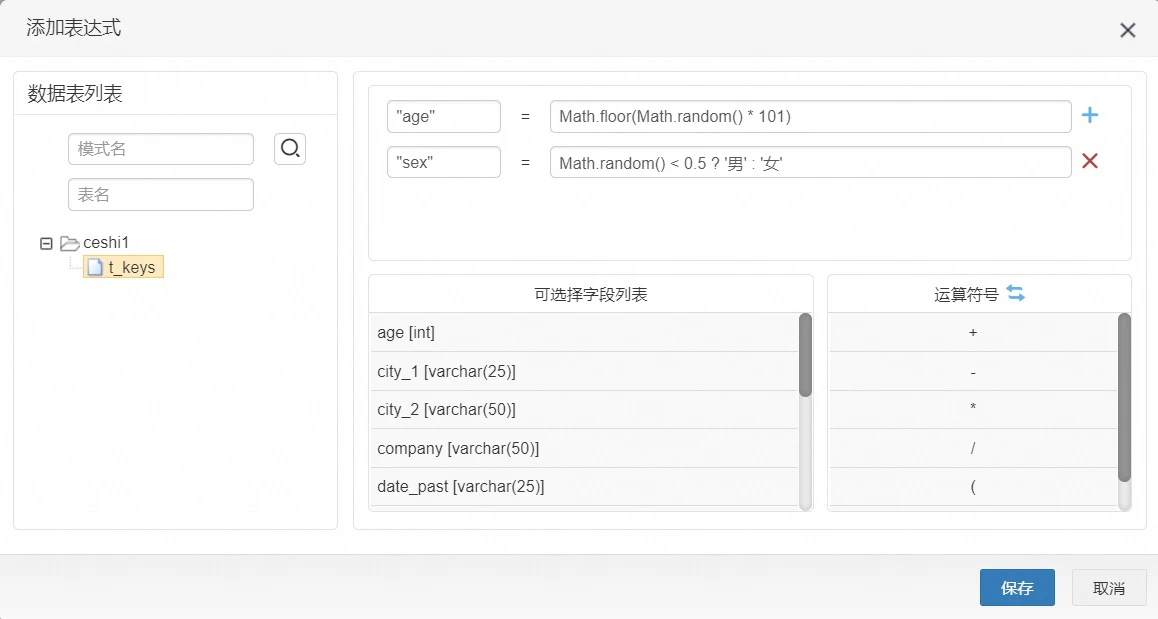 添加表达式
数据表列表
模式名
表名
ceshi1
t_keys
"age" = Math.floor(Math.random() * 101)
"sex" = Math.random() < 0.5 ? '男' : '女'
可选择字段列表
age [int]
city_1 [varchar(25)]
city_2 [varchar(50)]
company [varchar(50)]
date_past [varchar(25)]
运算符号
+
-
*
/
(
保存
取消